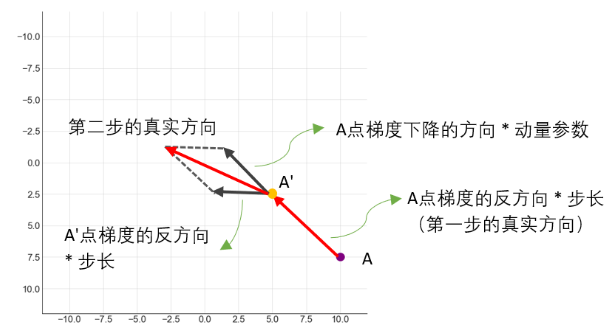 -10.0
-7.5
-5.0
-2.5
0.0
2.5
5.0
7.5
10.0
-10.0 -7.5 -5.0 -2.5 0.0 2.5 5.0 7.5 10.0
第二步的真实方向
A点梯度下降的方向 * 动量参数
A'
A点梯度的反方向 * 步长
（第一步的真实方向）
A'点梯度的反方向
* 步长
A